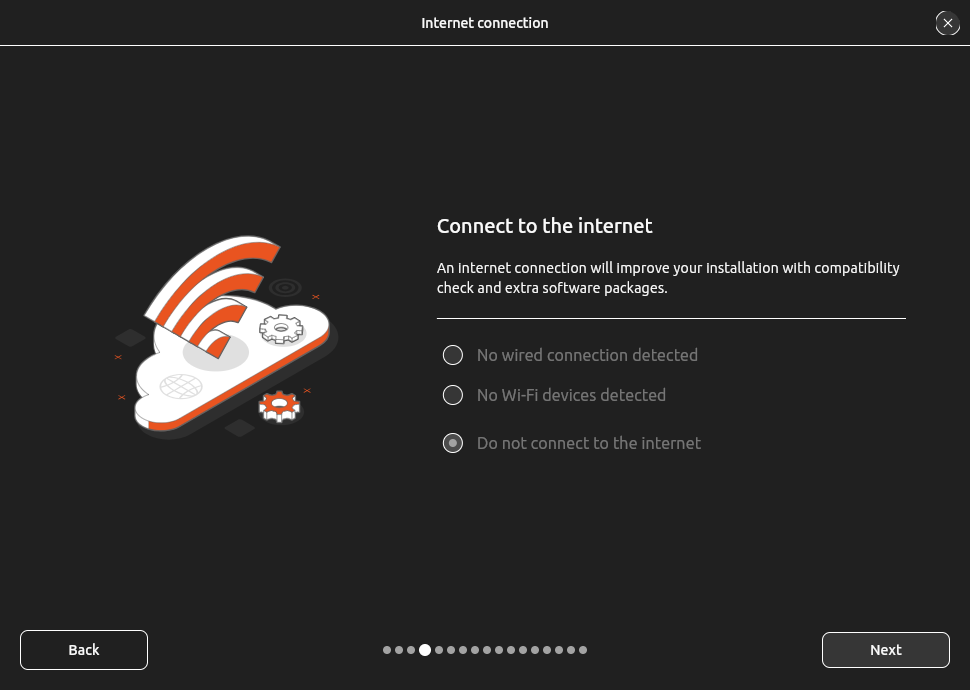 Internet connection
Connect to the internet
An internet connection will improve your installation with compatibility
check and extra software packages.
No wired connection detected
No Wi-Fi devices detected
Do not connect to the internet
Back
Next